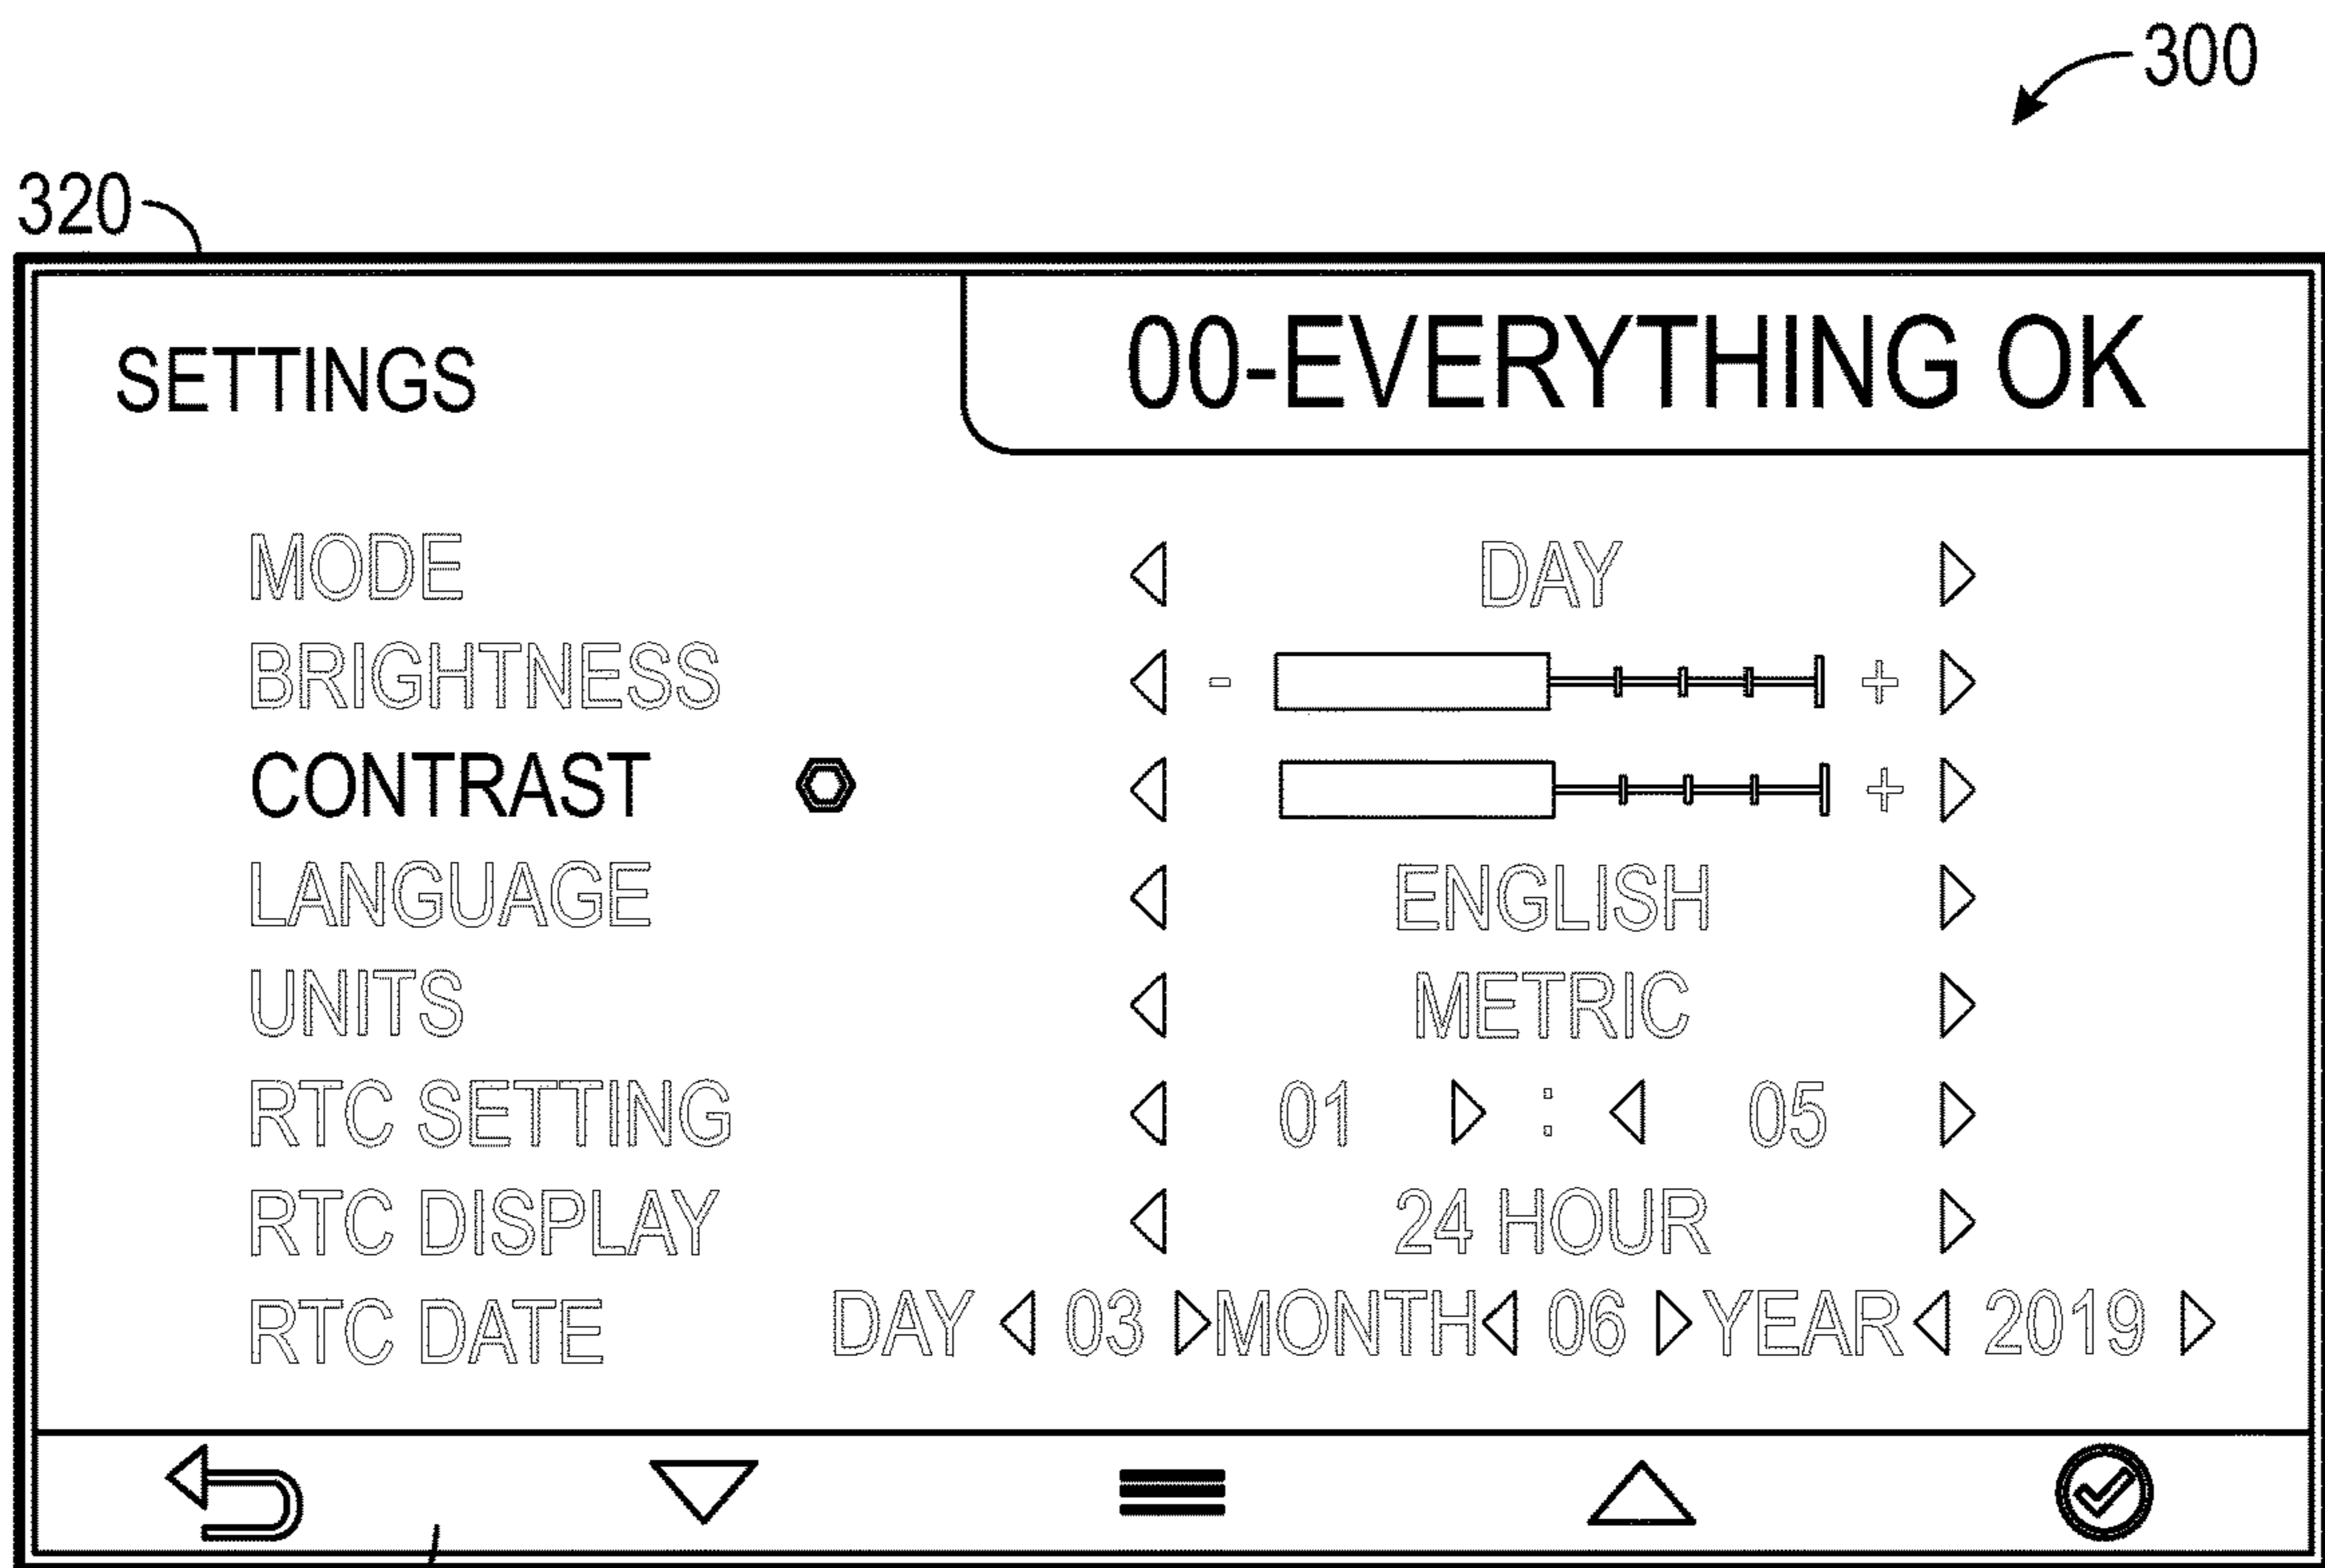 300
320
SETTINGS
00-EVERYTHING OK
MODE DAY
BRIGHTNESS - +
CONTRAST +
LANGUAGE ENGLISH
UNITS METRIC
RTC SETTING 01 : 05
RTC DISPLAY 24 HOUR
RTC DATE DAY 03 MONTH 06 YEAR 2019